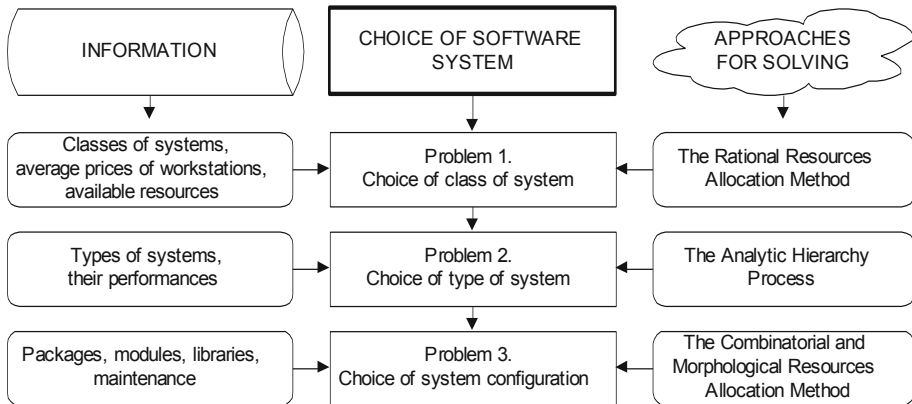 INFORMATION
CHOICE OF SOFTWARE
SYSTEM
APPROACHES
FOR SOLVING
Classes of systems,
average prices of workstations,
available resources
Problem 1.
Choice of class of system
The Rational Resources
Allocation Method
Types of systems,
their performances
Problem 2.
Choice of type of system
The Analytic Hierarchy
Process
Packages, modules, libraries,
maintenance
Problem 3.
Choice of system configuration
The Combinatorial and
Morphological Resources
Allocation Method